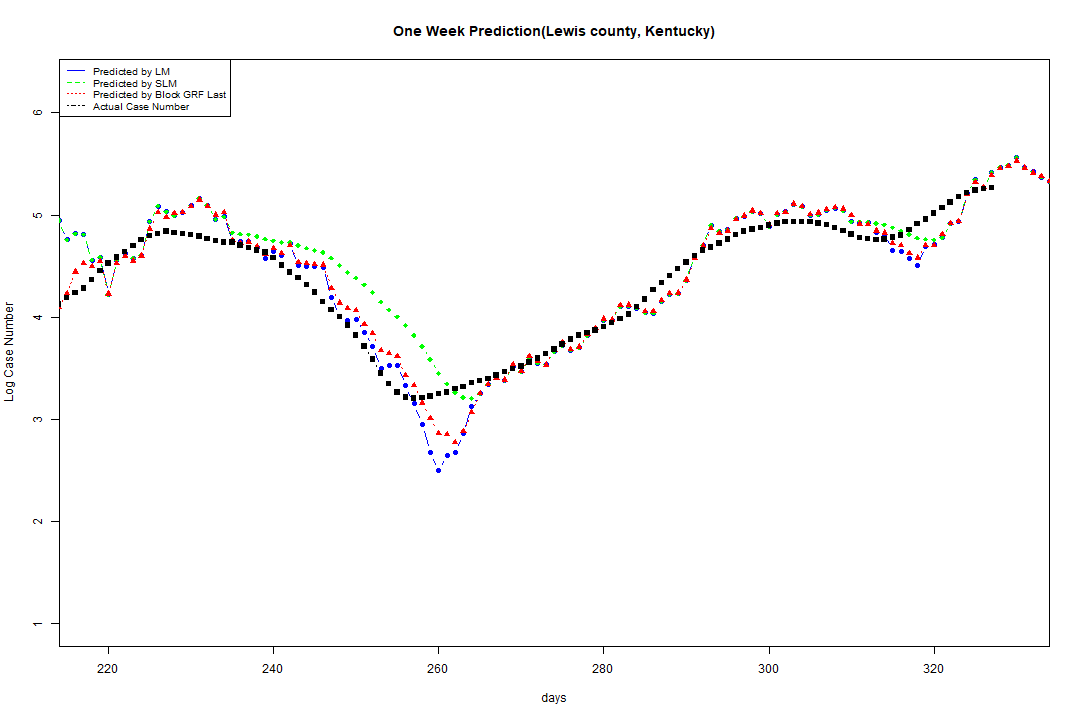 One Week Prediction(Lewis county, Kentucky)
Predicted by LM
Predicted by SLM
Predicted by Block GRF Last
Actual Case Number
Log Case Number
6
5
4
3
2
1
220 240 260 280 300 320
days